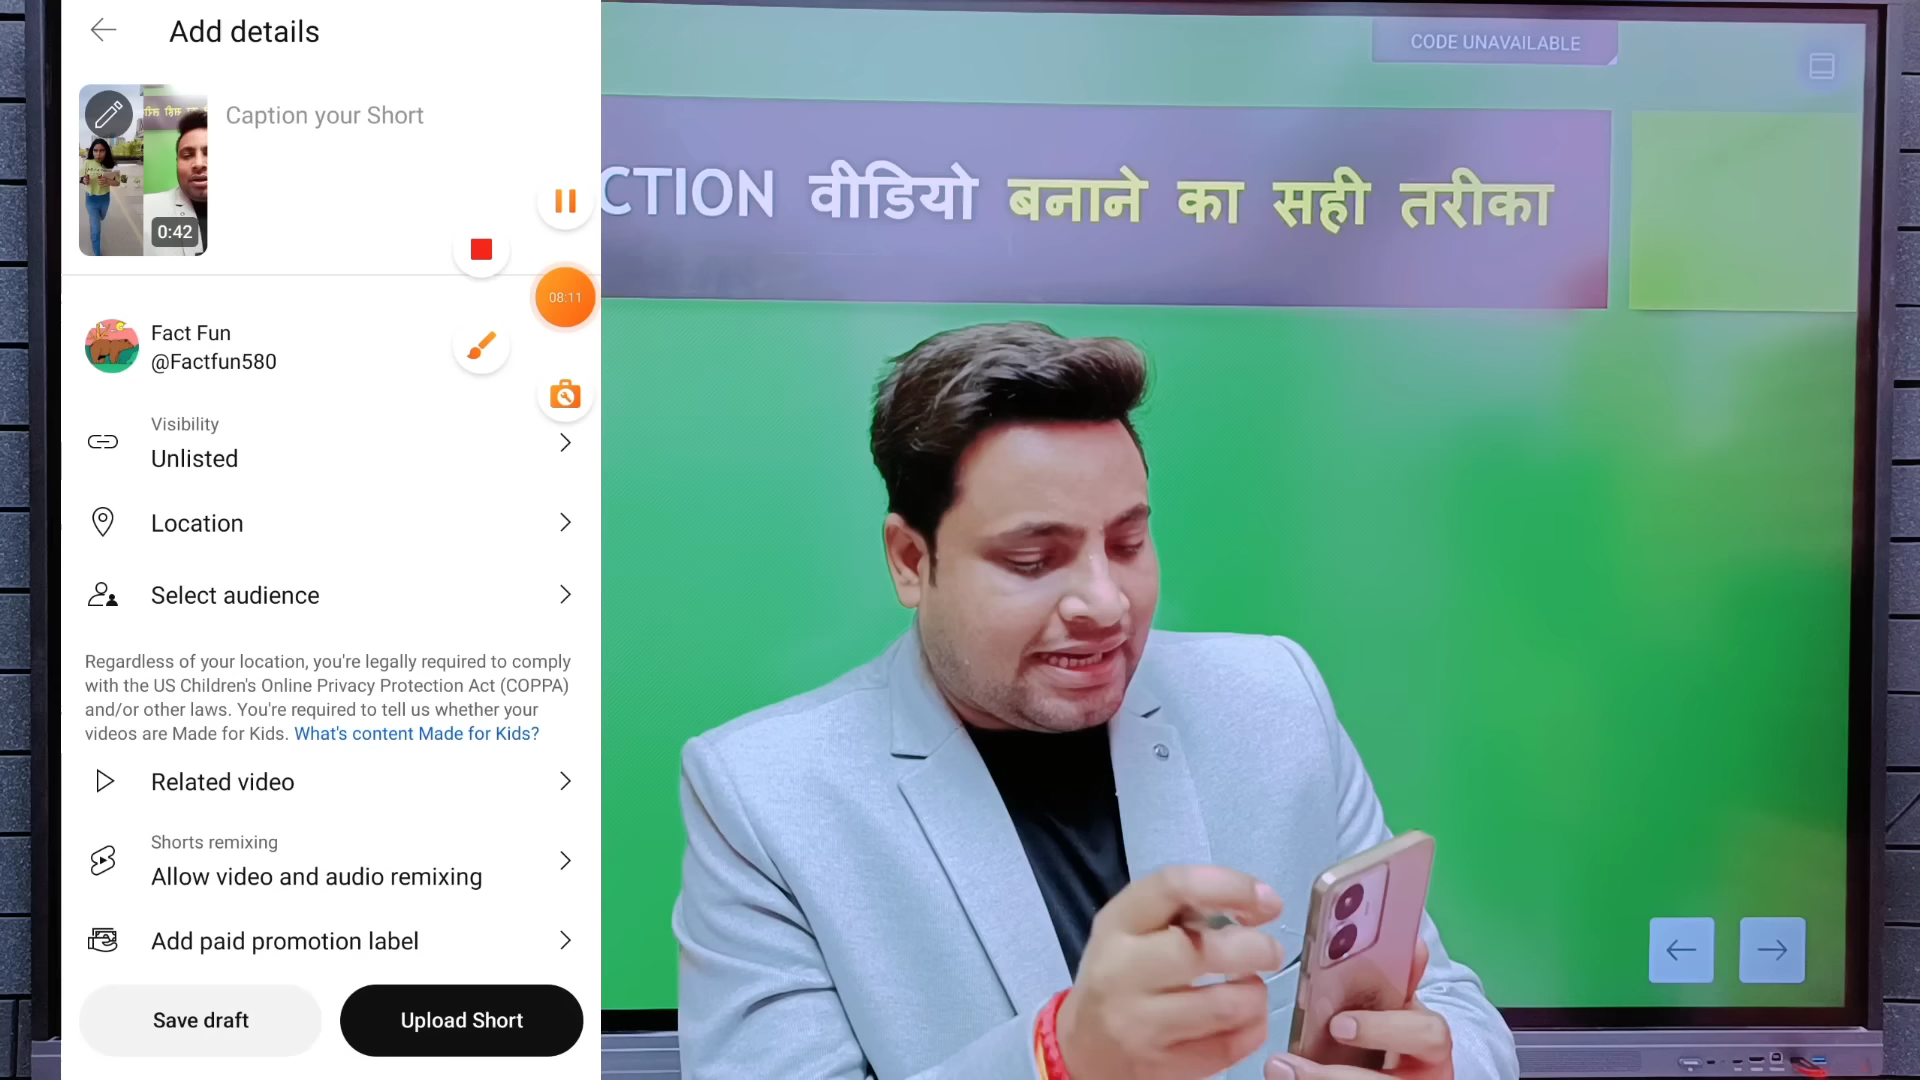 Add details
Caption your Short
0:42
08:11
Fact Fun
@Factfun580
Visibility
Unlisted
Location
Select audience
Regardless of your location, you're legally required to comply
with the US Children's Online Privacy Protection Act (COPPA)
and/or other laws. You're required to tell us whether your
videos are Made for Kids. What's content Made for Kids?
Related video
Shorts remixing
Allow video and audio remixing
Add paid promotion label
Save draft
Upload Short
CODE UNAVAILABLE
CTION वीडियो बनाने का सही तरीका